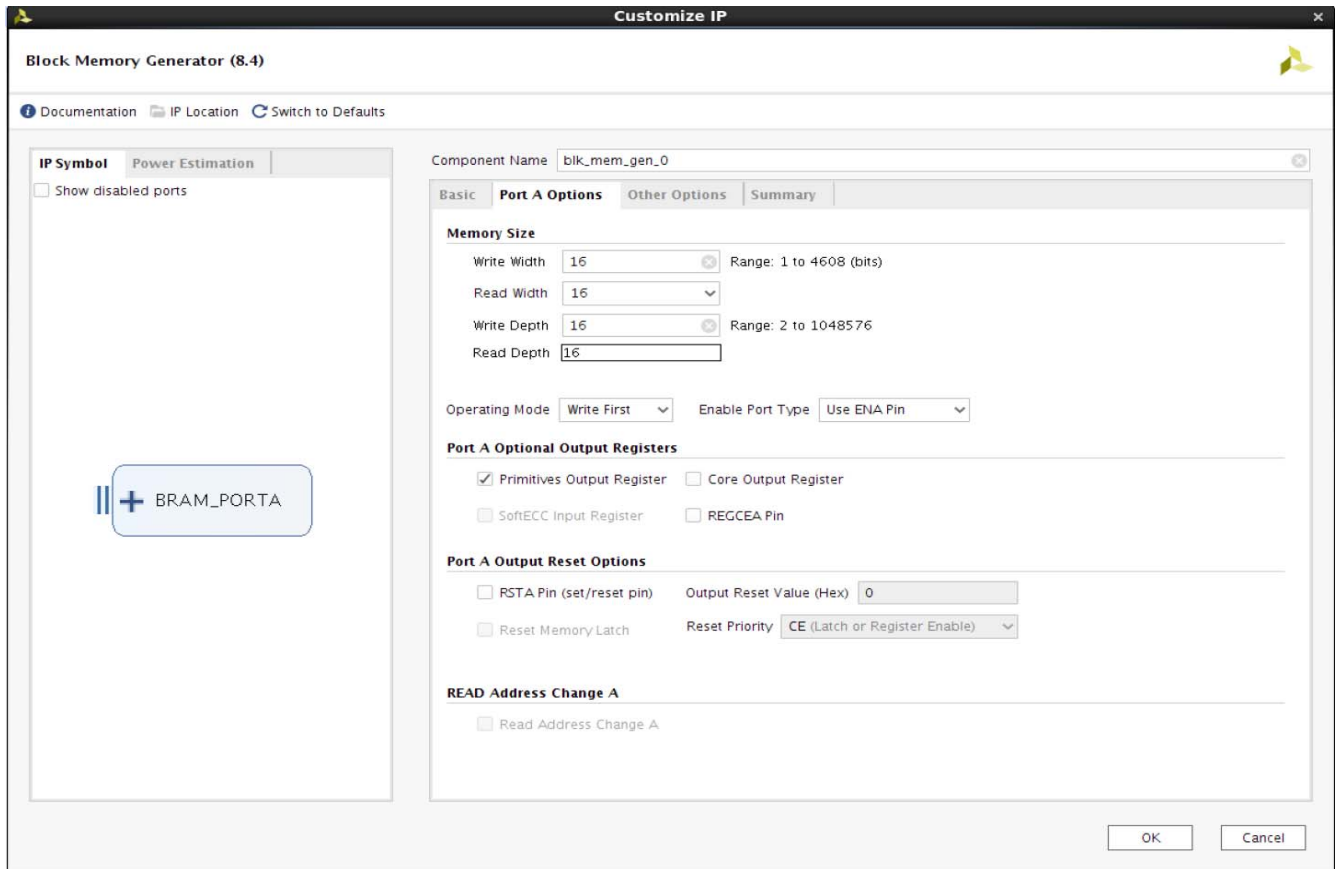 Customize IP
Block Memory Generator (8.4)
Documentation IP Location Switch to Defaults
IP Symbol Power Estimation
Show disabled ports
BRAM_PORTA
Component Name blk_mem_gen_0
Basic Port A Options Other Options Summary
Memory Size
Write Width 16 Range: 1 to 4608 (bits)
Read Width 16
Write Depth 16 Range: 2 to 1048576
Read Depth 16
Operating Mode Write First Enable Port Type Use ENA Pin
Port A Optional Output Registers
Primitives Output Register Core Output Register
SoftECC Input Register REGCEA Pin
Port A Output Reset Options
RSTA Pin (set/reset pin) Output Reset Value (Hex) 0
Reset Memory Latch Reset Priority CE (Latch or Register Enable)
READ Address Change A
Read Address Change A
OK Cancel